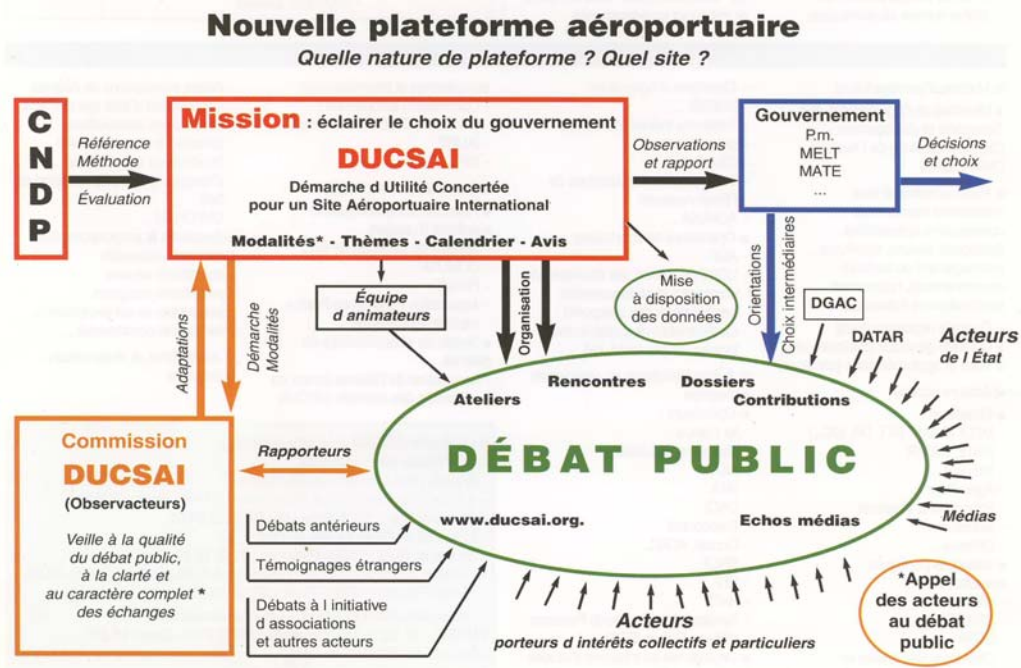 Nouvelle plateforme aéroportuaire
Quelle nature de plateforme ? Quel site ?
CNDP
Référence
Méthode
Évaluation
Mission : éclairer le choix du gouvernement
DUCSAI
Démarche d Utilité Concertée
pour un Site Aéroportuaire International
Modalités* - Thèmes - Calendrier - Avis
Observations
et rapport
Gouvernement
P.m.
MELT
MATE
...
Décisions
et choix
Adaptations
Démarche
Modalités
Équipe
d animateurs
Organisation
Mise
à disposition
des données
Orientations
Choix intermédiaires
DGAC
DATAR
Acteurs
de l État
Ateliers
Rencontres
Dossiers
Contributions
DÉBAT PUBLIC
www.ducsai.org.
Echos médias
Médias
Commission
DUCSAI
(Observacteurs)
Veille à la qualité
du débat public,
à la clarté et
au caractère complet *
des échanges
Rapporteurs
Débats antérieurs
Témoignages étrangers
Débats à l initiative
d associations
et autres acteurs
Acteurs
porteurs d intérêts collectifs et particuliers
*Appel
des acteurs
au débat
public